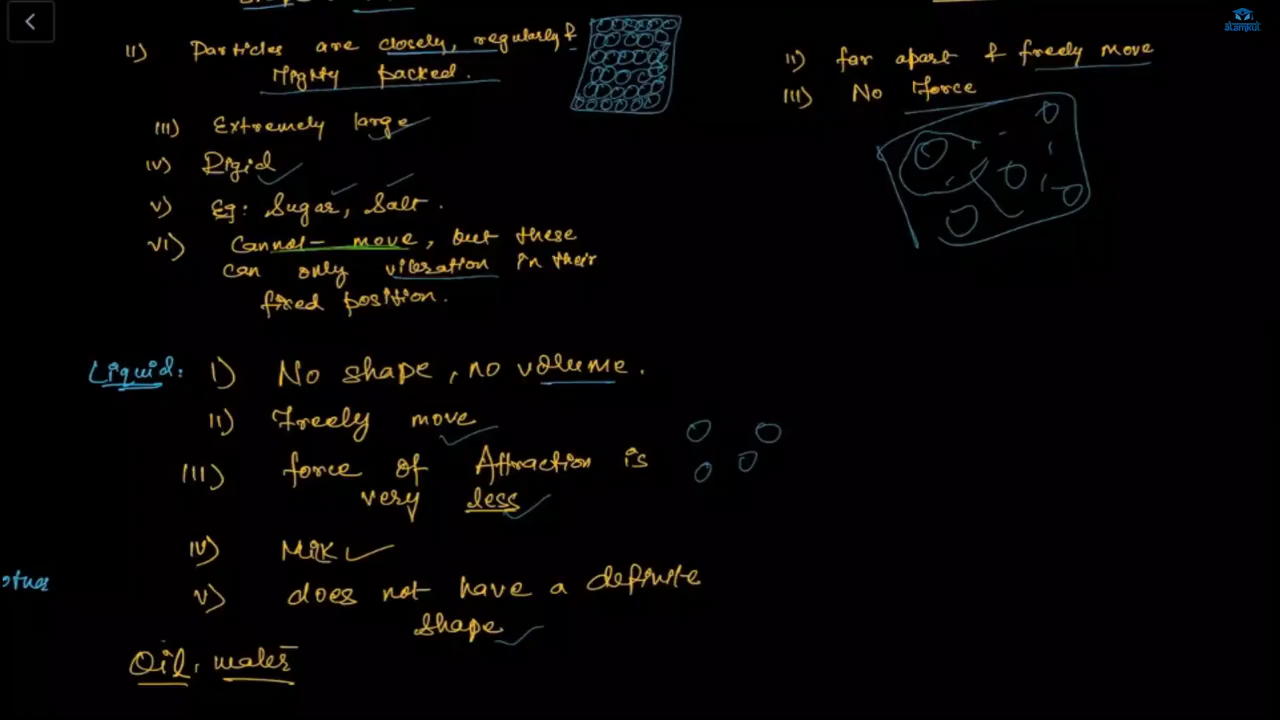 alamkul
II) Particles are closely, regularly &
Tightly packed.
III) Extremely large
IV) Rigid
V) Eg: Sugar, Salt.
VI) Cannot move, but these
can only vibration in their
fixed position.
II) far apart & freely move
III) No Force
Liquid: I) No shape, no volume.
II) Freely move
III) force of Attraction is
very less
IV) Milk
V) does not have a definite
shape
Oil, water